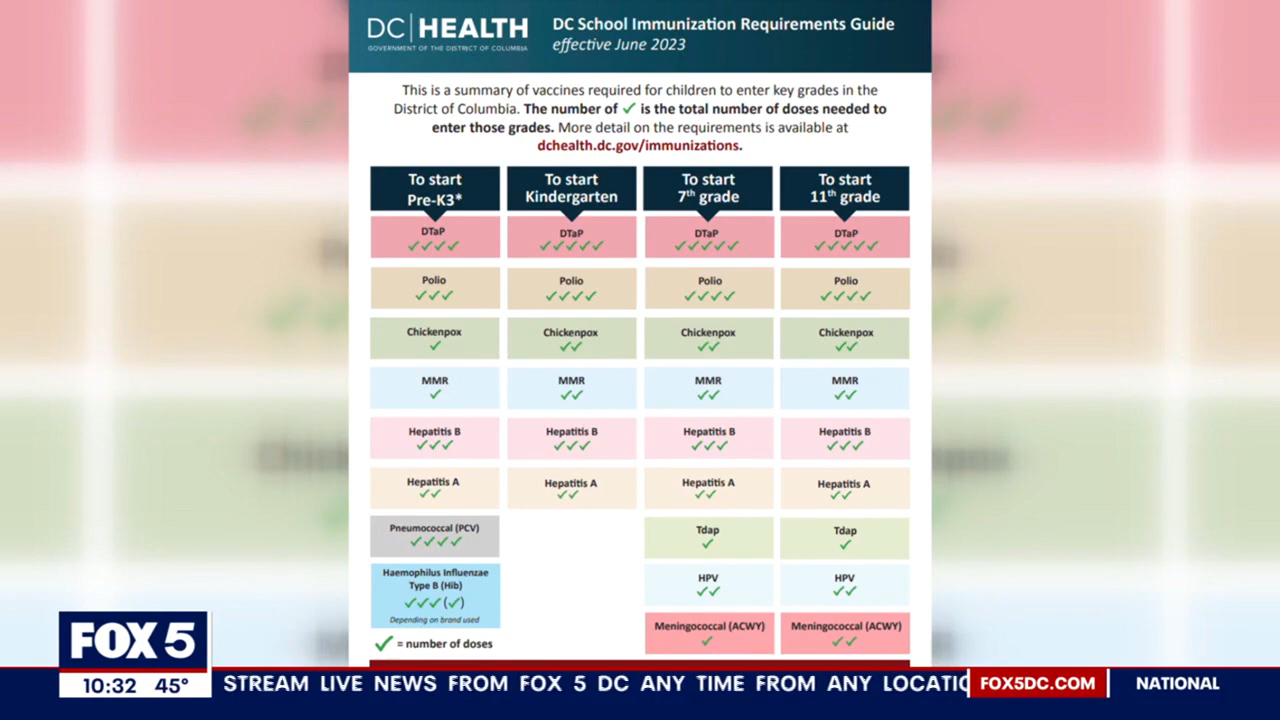 DC HEALTH
GOVERNMENT OF THE DISTRICT OF COLUMBIA
DC School Immunization Requirements Guide
effective June 2023
This is a summary of vaccines required for children to enter key grades in the
District of Columbia. The number of ✓ is the total number of doses needed to
enter those grades. More detail on the requirements is available at
dchealth.dc.gov/immunizations.
To start Pre-K3*
To start Kindergarten
To start 7th grade
To start 11th grade
DTaP DTaP DTaP DTaP
✓✓✓✓ ✓✓✓✓✓ ✓✓✓✓✓ ✓✓✓✓✓
Polio Polio Polio Polio
✓✓✓ ✓✓✓✓ ✓✓✓✓ ✓✓✓✓
Chickenpox Chickenpox Chickenpox Chickenpox
✓ ✓✓ ✓✓ ✓✓
MMR MMR MMR MMR
✓ ✓✓ ✓✓ ✓✓
Hepatitis B Hepatitis B Hepatitis B Hepatitis B
✓✓✓ ✓✓✓ ✓✓✓ ✓✓✓
Hepatitis A Hepatitis A Hepatitis A Hepatitis A
✓✓ ✓✓ ✓✓ ✓✓
Pneumococcal (PCV) Tdap Tdap
✓✓✓✓ ✓ ✓
Haemophilus Influenzae
Type B (Hib) HPV HPV
✓✓✓(✓) ✓✓ ✓✓
Depending on brand used
Meningococcal (ACWY) Meningococcal (ACWY)
✓ ✓✓
✓ = number of doses
FOX 5
10:32 45°
STREAM LIVE NEWS FROM FOX 5 DC ANY TIME FROM ANY LOCATIO
FOX5DC.COM
NATIONAL